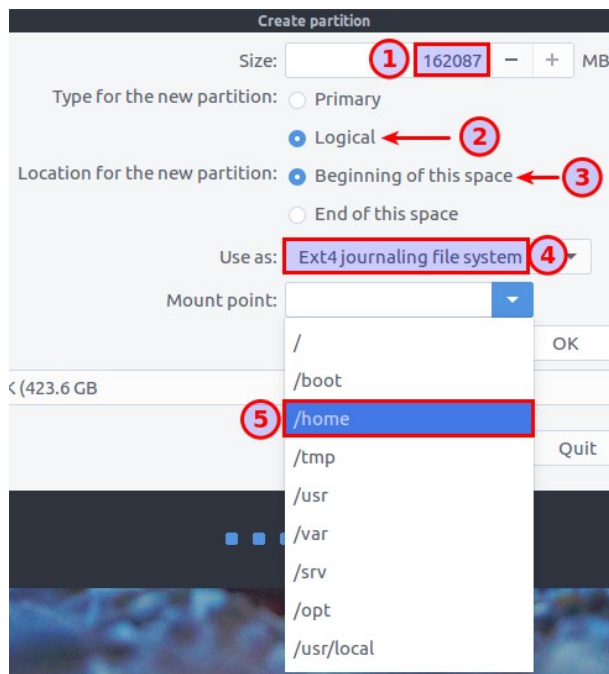 Create partition
Size: 1 162087 − + MB
Type for the new partition: Primary
Logical 2
Location for the new partition: Beginning of this space 3
End of this space
Use as: Ext4 journaling file system 4
Mount point:
/
OK
/boot
(423.6 GB
5 /home
/tmp
Quit
/usr
/var
/srv
/opt
/usr/local